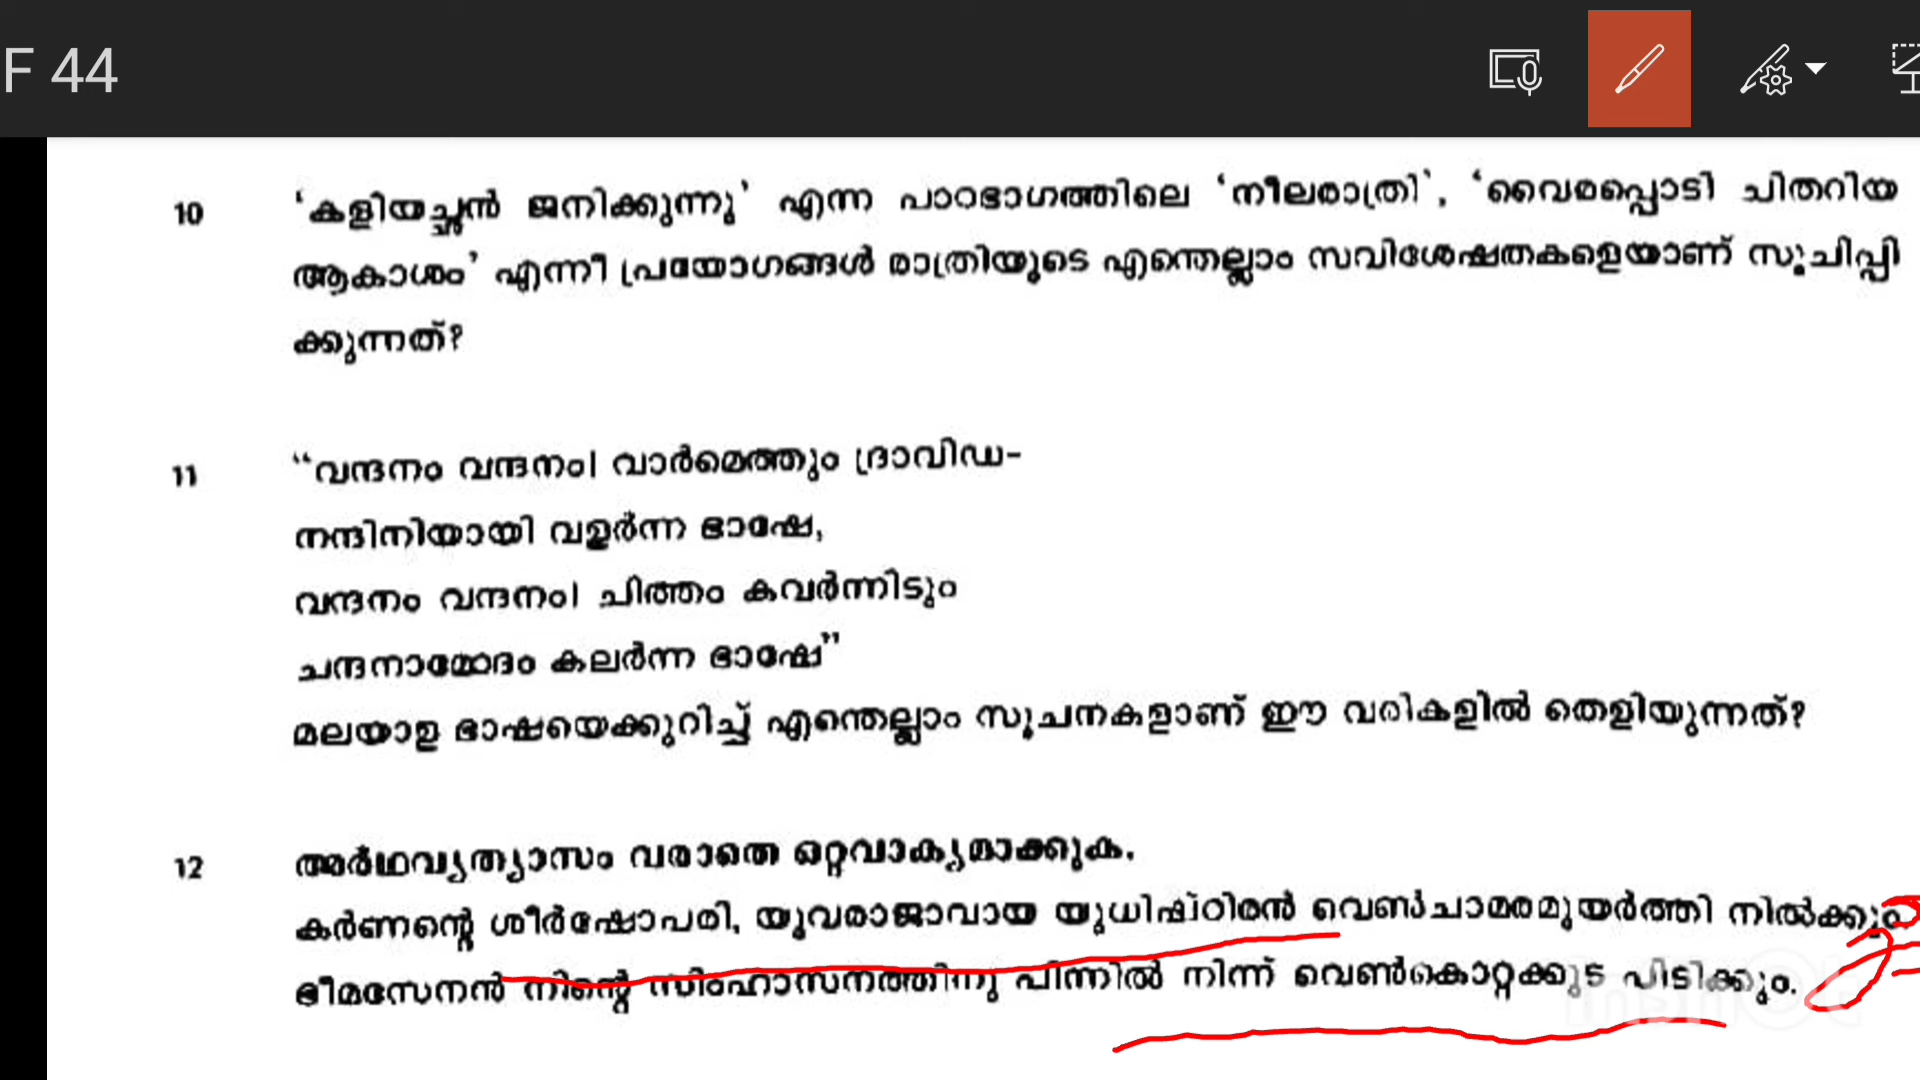 F 44
10 ‘കളിയച്ഛൻ ജനിക്കുന്നു’ എന്ന പാഠഭാഗത്തിലെ ‘നീലരാത്രി’, ‘വൈരപ്പൊടി ചിതറിയ
ആകാശം’ എന്നീ പ്രയോഗങ്ങൾ രാത്രിയുടെ എന്തെല്ലാം സവിശേഷതകളെയാണ് സൂചിപ്പി
ക്കുന്നത്?
11 “വന്ദനം വന്ദനം! വാർമെത്തും ദ്രാവിഡ-
നന്ദിനിയായി വളർന്ന ഭാഷേ,
വന്ദനം വന്ദനം! ചിത്തം കവർന്നിടും
ചന്ദനാമോദം കലർന്ന ഭാഷേ”
മലയാള ഭാഷയെക്കുറിച്ച് എന്തെല്ലാം സൂചനകളാണ് ഈ വരികളിൽ തെളിയുന്നത്?
12 അർഥവ്യത്യാസം വരാതെ ഒറ്റവാക്യമാക്കുക.
കർണന്റെ ശീർഷോപരി, യുവരാജാവായ യുധിഷ്ഠിരൻ വെൺചാമരമുയർത്തി നിൽക്കും
ഭീമസേനൻ നിന്റെ സിംഹാസനത്തിനു പിന്നിൽ നിന്ന് വെൺകൊറ്റക്കുട പിടിക്കും.